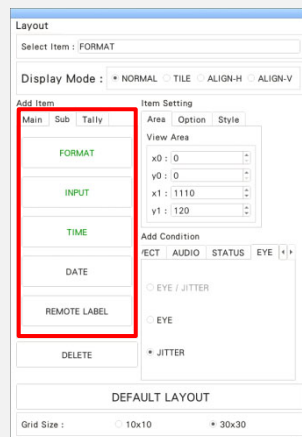 Layout
Select Item : FORMAT
Display Mode : NORMAL TILE ALIGN-H ALIGN-V
Add Item
Main Sub Tally
FORMAT
INPUT
TIME
DATE
REMOTE LABEL
DELETE
Item Setting
Area Option Style
View Area
x0 : 0
y0 : 0
x1 : 1110
y1 : 120
Add Condition
AUDIO STATUS EYE
EYE / JITTER
EYE
JITTER
DEFAULT LAYOUT
Grid Size : 10x10 30x30